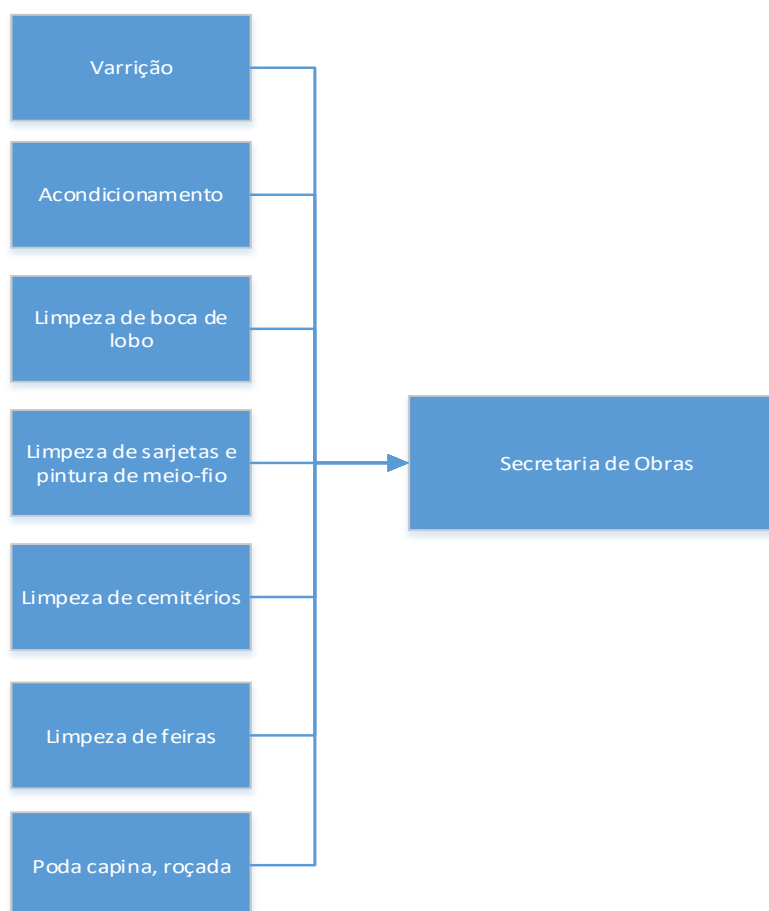 Varrição
Acondicionamento
Limpeza de boca de
lobo
Limpeza de sarjetas e
pintura de meio-fio
Secretaria de Obras
Limpeza de cemitérios
Limpeza de feiras
Poda capina, roçada